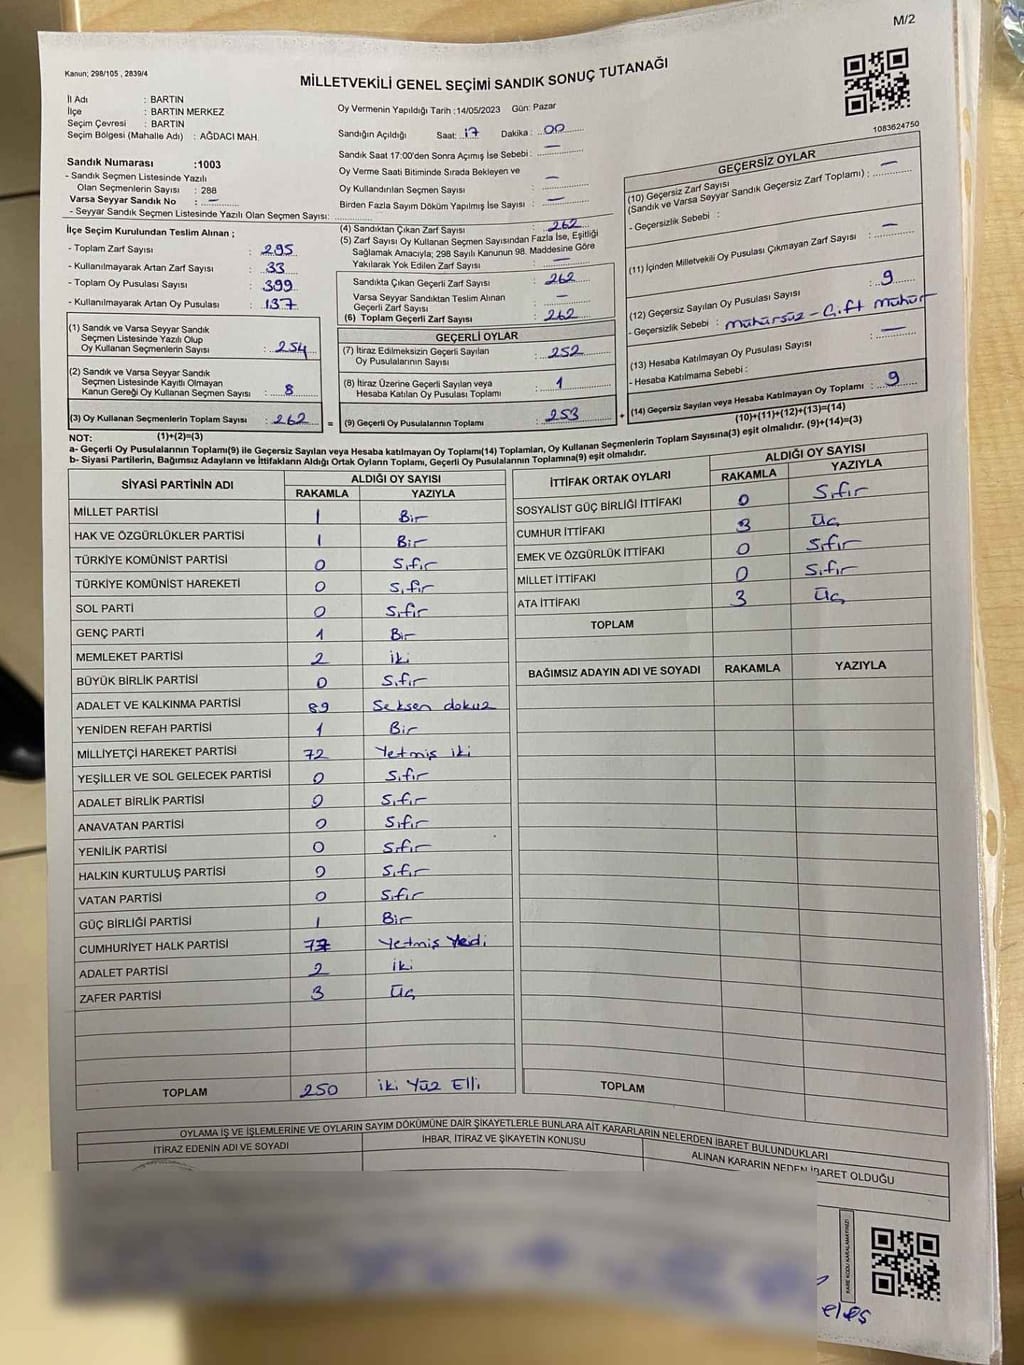 M/2
Kanun; 298/105 , 2839/4
MİLLETVEKİLİ GENEL SEÇİMİ SANDIK SONUÇ TUTANAĞI
1083624750
İl Adı : BARTIN
İlçe : BARTIN MERKEZ
Seçim Çevresi : BARTIN
Seçim Bölgesi (Mahalle Adı) : AĞDACI MAH.
Sandık Numarası :1003
- Sandık Seçmen Listesinde Yazılı
Olan Seçmenlerin Sayısı : 288
Varsa Seyyar Sandık No : —
- Seyyar Sandık Seçmen Listesinde Yazılı Olan Seçmen Sayısı:
Oy Vermenin Yapıldığı Tarih :14/05/2023 Gün: Pazar
Sandığın Açıldığı Saat: 17 Dakika : 00
Sandık Saat 17:00'den Sonra Açımış İse Sebebi : —
Oy Verme Saati Bitiminde Sırada Bekleyen ve
Oy Kullandırılan Seçmen Sayısı : —
Birden Fazla Sayım Döküm Yapılmış İse Sayısı : —
İlçe Seçim Kurulundan Teslim Alınan ;
- Toplam Zarf Sayısı : 295
- Kullanılmayarak Artan Zarf Sayısı : 33
- Toplam Oy Pusulası Sayısı : 399
- Kullanılmayarak Artan Oy Pusulası : 137
(1) Sandık ve Varsa Seyyar Sandık
Seçmen Listesinde Yazılı Olup
Oy Kullanan Seçmenlerin Sayısı : 254
(2) Sandık ve Varsa Seyyar Sandık
Seçmen Listesinde Kayıtlı Olmayan
Kanun Gereği Oy Kullanan Seçmen Sayısı : 8
(3) Oy Kullanan Seçmenlerin Toplam Sayısı : 262 =
(1)+(2)=(3)
(4) Sandıktan Çıkan Zarf Sayısı : 262
(5) Zarf Sayısı Oy Kullanan Seçmen Sayısından Fazla İse, Eşitliği
Sağlamak Amacıyla; 298 Sayılı Kanunun 98. Maddesine Göre
Yakılarak Yok Edilen Zarf Sayısı : —
Sandıkta Çıkan Geçerli Zarf Sayısı : 262
Varsa Seyyar Sandıktan Teslim Alınan
Geçerli Zarf Sayısı : —
(6) Toplam Geçerli Zarf Sayısı : 262
GEÇERLİ OYLAR
(7) İtiraz Edilmeksizin Geçerli Sayılan
Oy Pusulalarının Sayısı : 252
(8) İtiraz Üzerine Geçerli Sayılan veya
Hesaba Katılan Oy Pusulası Toplamı : 1
(9) Geçerli Oy Pusulalarının Toplamı : 253 +
GEÇERSİZ OYLAR
(10) Geçersiz Zarf Sayısı
(Sandık ve Varsa Seyyar Sandık Geçersiz Zarf Toplamı) : —
- Geçersizlik Sebebi :
(11) İçinden Milletvekili Oy Pusulası Çıkmayan Zarf Sayısı : —
(12) Geçersiz Sayılan Oy Pusulası Sayısı : 9
- Geçersizlik Sebebi : mühürsüz - Çift mühür
(13) Hesaba Katılmayan Oy Pusulası Sayısı : —
- Hesaba Katılmama Sebebi :
(14) Geçersiz Sayılan veya Hesaba Katılmayan Oy Toplamı : 9
(10)+(11)+(12)+(13)=(14)
NOT:
a- Geçerli Oy Pusulalarının Toplamı(9) ile Geçersiz Sayılan veya Hesaba katılmayan Oy Toplamı(14) Toplamları, Oy Kullanan Seçmenlerin Toplam Sayısına(3) eşit olmalıdır. (9)+(14)=(3)
b- Siyasi Partilerin, Bağımsız Adayların ve İttifakların Aldığı Ortak Oyların Toplamı, Geçerli Oy Pusulalarının Toplamına(9) eşit olmalıdır.
SİYASİ PARTİNİN ADI ALDIĞI OY SAYISI
RAKAMLA YAZIYLA
MİLLET PARTİSİ 1 Bir
HAK VE ÖZGÜRLÜKLER PARTİSİ 1 Bir
TÜRKİYE KOMÜNİST PARTİSİ 0 Sıfır
TÜRKİYE KOMÜNİST HAREKETİ 0 Sıfır
SOL PARTİ 0 Sıfır
GENÇ PARTİ 1 Bir
MEMLEKET PARTİSİ 2 iki
BÜYÜK BİRLİK PARTİSİ 0 Sıfır
ADALET VE KALKINMA PARTİSİ 89 Seksen dokuz
YENİDEN REFAH PARTİSİ 1 Bir
MİLLİYETÇİ HAREKET PARTİSİ 72 Yetmiş iki
YEŞİLLER VE SOL GELECEK PARTİSİ 0 Sıfır
ADALET BİRLİK PARTİSİ 0 Sıfır
ANAVATAN PARTİSİ 0 Sıfır
YENİLİK PARTİSİ 0 Sıfır
HALKIN KURTULUŞ PARTİSİ 0 Sıfır
VATAN PARTİSİ 0 Sıfır
GÜÇ BİRLİĞİ PARTİSİ 1 Bir
CUMHURİYET HALK PARTİSİ 77 Yetmiş Yedi
ADALET PARTİSİ 2 iki
ZAFER PARTİSİ 3 Üç
TOPLAM 250 iki Yüz Elli
İTTİFAK ORTAK OYLARI ALDIĞI OY SAYISI
RAKAMLA YAZIYLA
SOSYALİST GÜÇ BİRLİĞİ İTTİFAKI 0 Sıfır
CUMHUR İTTİFAKI 3 Üç
EMEK VE ÖZGÜRLÜK İTTİFAKI 0 Sıfır
MİLLET İTTİFAKI 0 Sıfır
ATA İTTİFAKI 3 Üç
TOPLAM
BAĞIMSIZ ADAYIN ADI VE SOYADI RAKAMLA YAZIYLA
TOPLAM
OYLAMA İŞ VE İŞLEMLERİNE VE OYLARIN SAYIM DÖKÜMÜNE DAİR ŞİKAYETLERLE BUNLARA AİT KARARLARIN NELERDEN İBARET BULUNDUKLARI
İTİRAZ EDENİN ADI VE SOYADI İHBAR, İTİRAZ VE ŞİKAYETİN KONUSU ALINAN KARARIN NEDEN İBARET OLDUĞU
KARE KODU KARALAMAYINIZ!